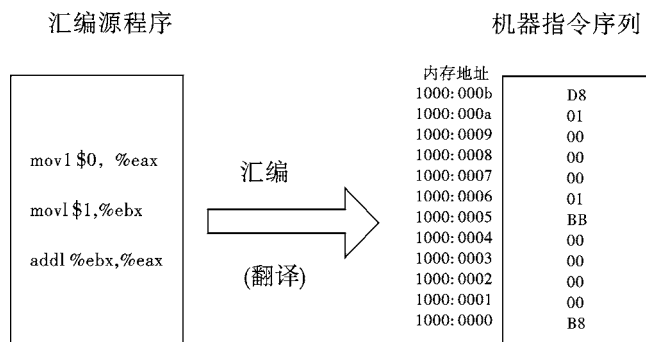 汇编源程序
机器指令序列
mov1 $0, %eax
movl $1,%ebx
addl %ebx,%eax
汇编
(翻译)
内存地址
1000:000b D8
1000:000a 01
1000:0009 00
1000:0008 00
1000:0007 00
1000:0006 01
1000:0005 BB
1000:0004 00
1000:0003 00
1000:0002 00
1000:0001 00
1000:0000 B8